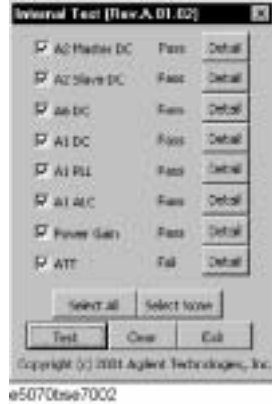 Internal Test [Rev.A.01.02]
A2 Master DC Pass Detail
A2 Slave DC Pass Detail
A6 DC Pass Detail
A1 DC Pass Detail
A1 PLL Pass Detail
A1 ALC Pass Detail
Power Gain Pass Detail
ATT Fail Detail
Select All Select None
Test Clear Exit
Copyright (c) 2001 Agilent Technologies, Inc.
e5070bse7002